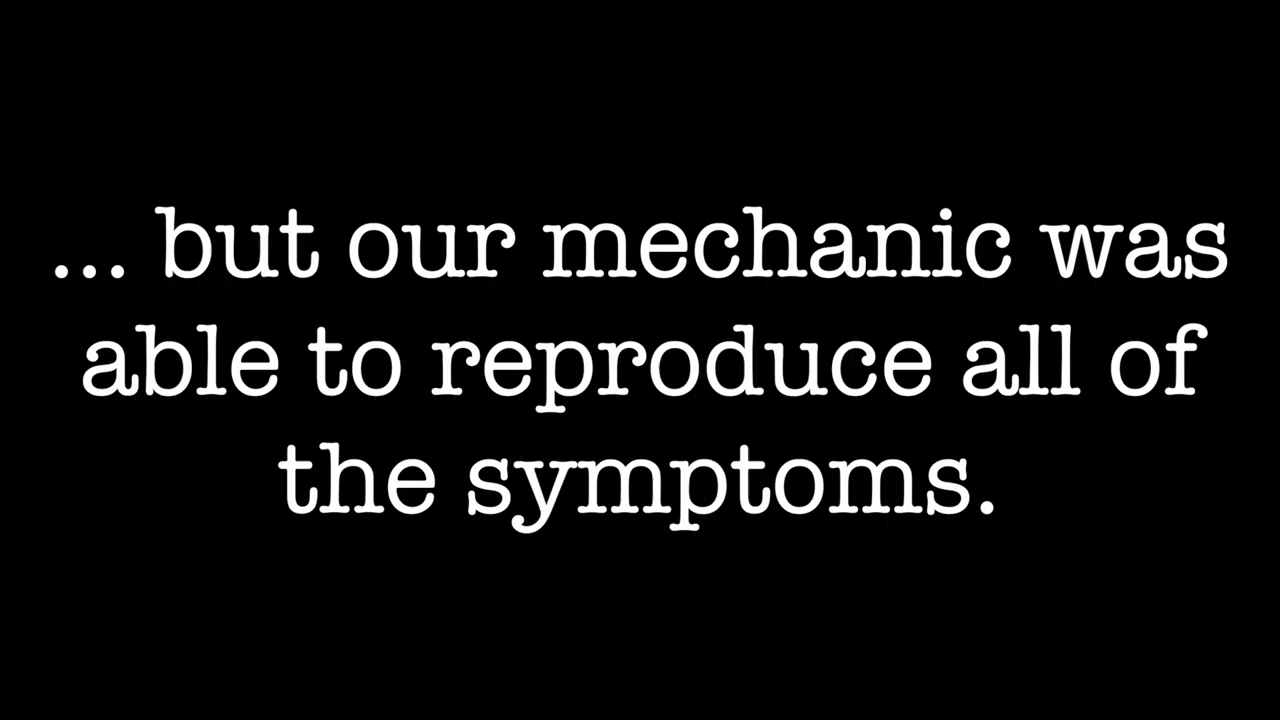 ... but our mechanic was
able to reproduce all of
the symptoms.